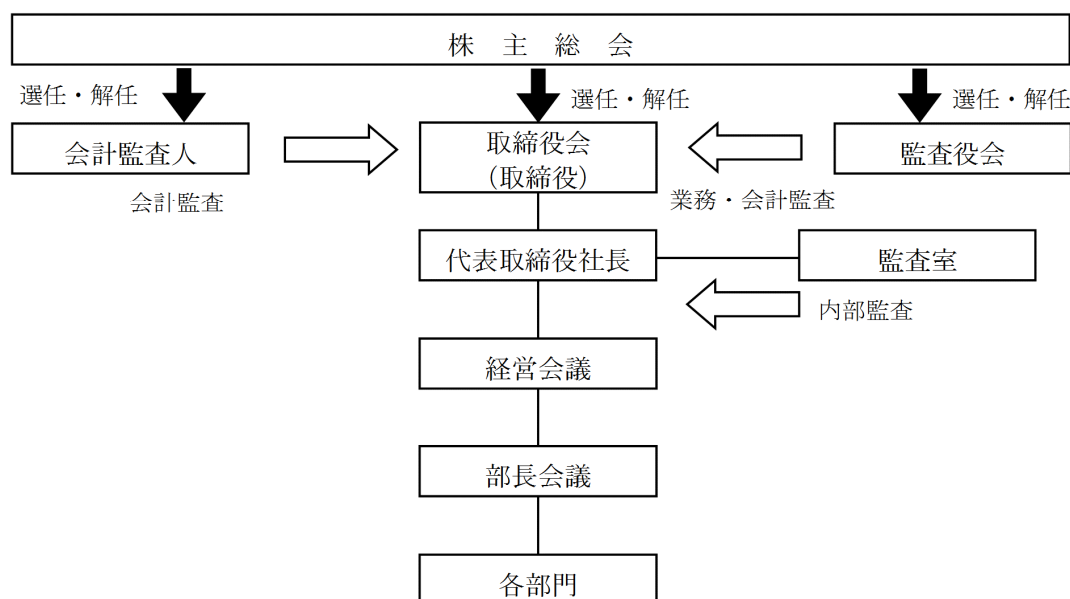 株 主 総 会
選任・解任
選任・解任
選任・解任
会計監査人
取締役会
(取締役)
監査役会
会計監査
業務・会計監査
代表取締役社長
監査室
内部監査
経営会議
部長会議
各部門